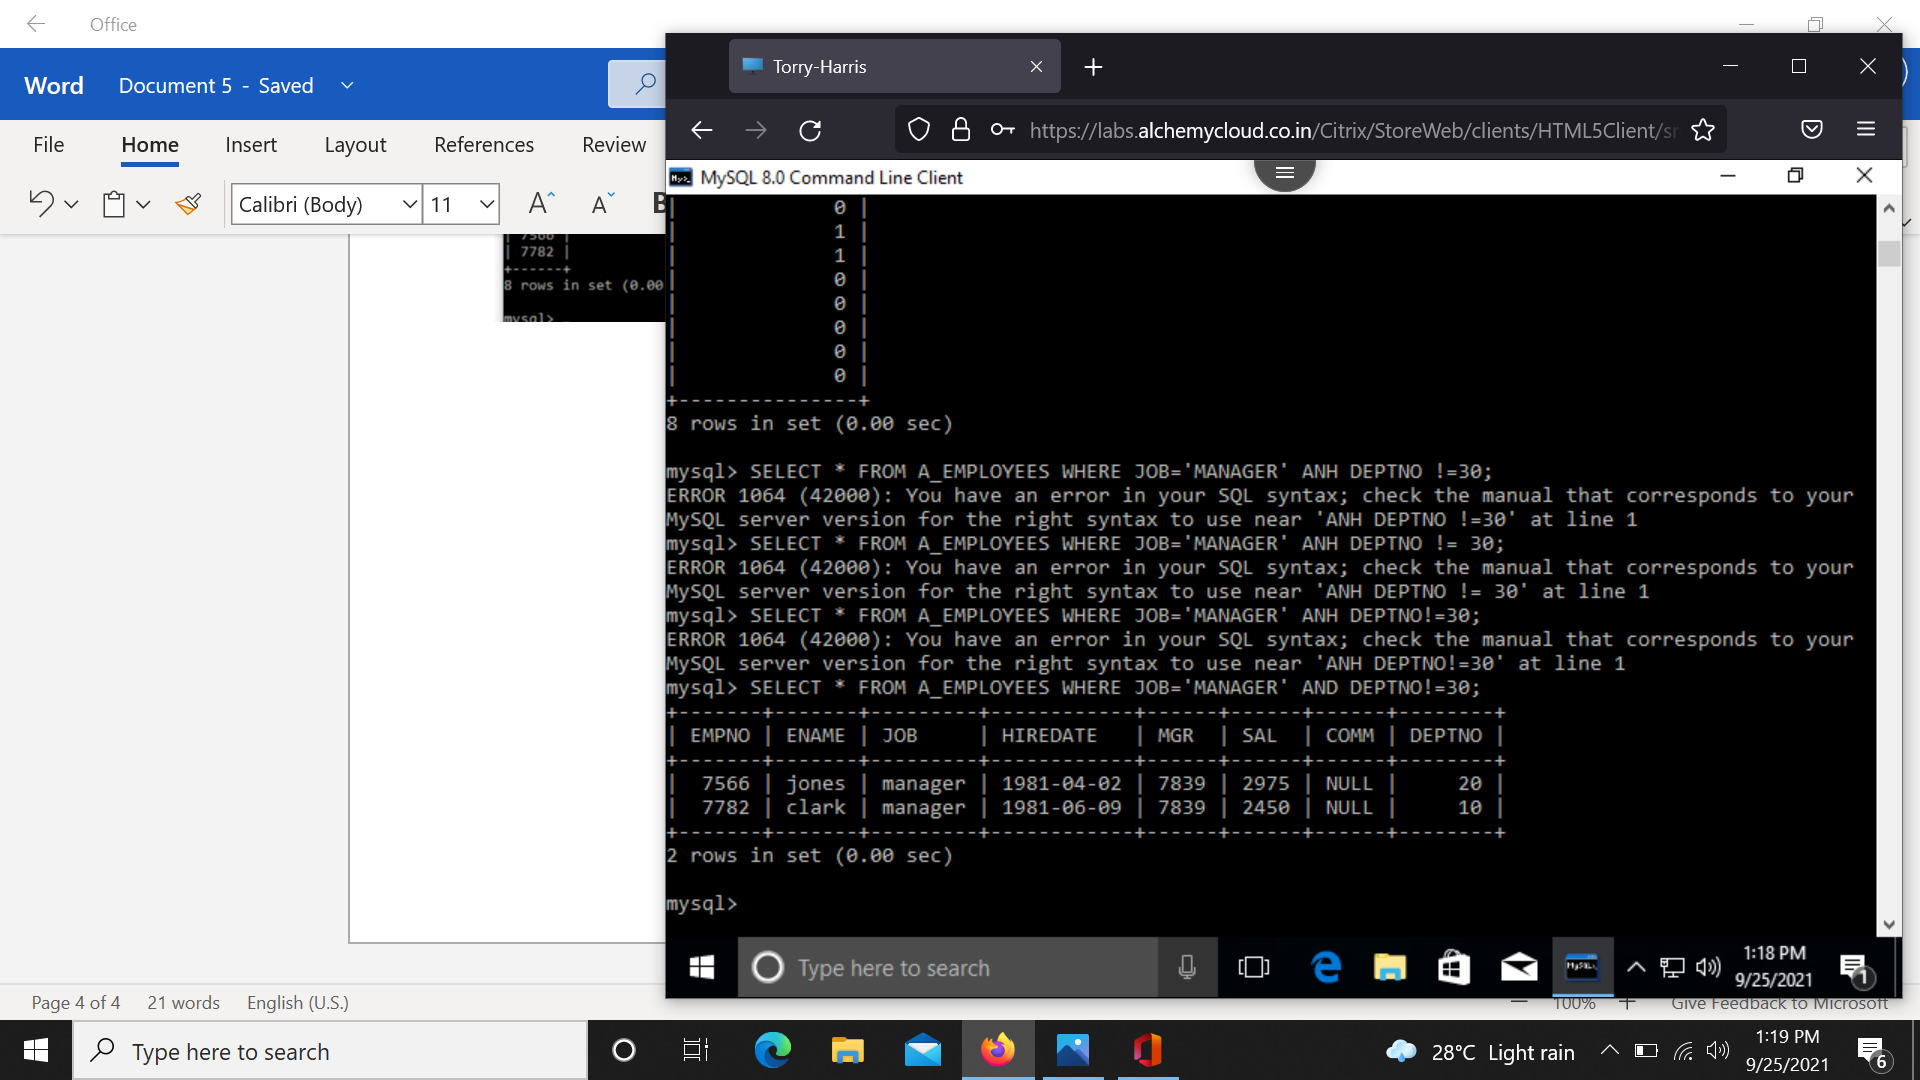 Office
Word Document 5 - Saved
File Home Insert Layout References Review
Calibri (Body) 11 A A B
7782 |
+------+
8 rows in set (0.00
mysql>
Torry-Harris
https://labs.alchemycloud.co.in/Citrix/StoreWeb/clients/HTML5Client/sr
MySQL 8.0 Command Line Client
| 0 |
| 1 |
| 1 |
| 0 |
| 0 |
| 0 |
| 0 |
| 0 |
+---------------+
8 rows in set (0.00 sec)
mysql> SELECT * FROM A_EMPLOYEES WHERE JOB='MANAGER' ANH DEPTNO !=30;
ERROR 1064 (42000): You have an error in your SQL syntax; check the manual that corresponds to your
MySQL server version for the right syntax to use near 'ANH DEPTNO !=30' at line 1
mysql> SELECT * FROM A_EMPLOYEES WHERE JOB='MANAGER' ANH DEPTNO != 30;
ERROR 1064 (42000): You have an error in your SQL syntax; check the manual that corresponds to your
MySQL server version for the right syntax to use near 'ANH DEPTNO != 30' at line 1
mysql> SELECT * FROM A_EMPLOYEES WHERE JOB='MANAGER' ANH DEPTNO!=30;
ERROR 1064 (42000): You have an error in your SQL syntax; check the manual that corresponds to your
MySQL server version for the right syntax to use near 'ANH DEPTNO!=30' at line 1
mysql> SELECT * FROM A_EMPLOYEES WHERE JOB='MANAGER' AND DEPTNO!=30;
+-------+-------+---------+------------+------+------+------+--------+
| EMPNO | ENAME | JOB | HIREDATE | MGR | SAL | COMM | DEPTNO |
+-------+-------+---------+------------+------+------+------+--------+
| 7566 | jones | manager | 1981-04-02 | 7839 | 2975 | NULL | 20 |
| 7782 | clark | manager | 1981-06-09 | 7839 | 2450 | NULL | 10 |
+-------+-------+---------+------------+------+------+------+--------+
2 rows in set (0.00 sec)
mysql>
Type here to search
MySQL
1:18 PM
9/25/2021
1
Page 4 of 4 21 words English (U.S.) 100% Give Feedback to Microsoft
Type here to search
28°C Light rain
1:19 PM
9/25/2021
6